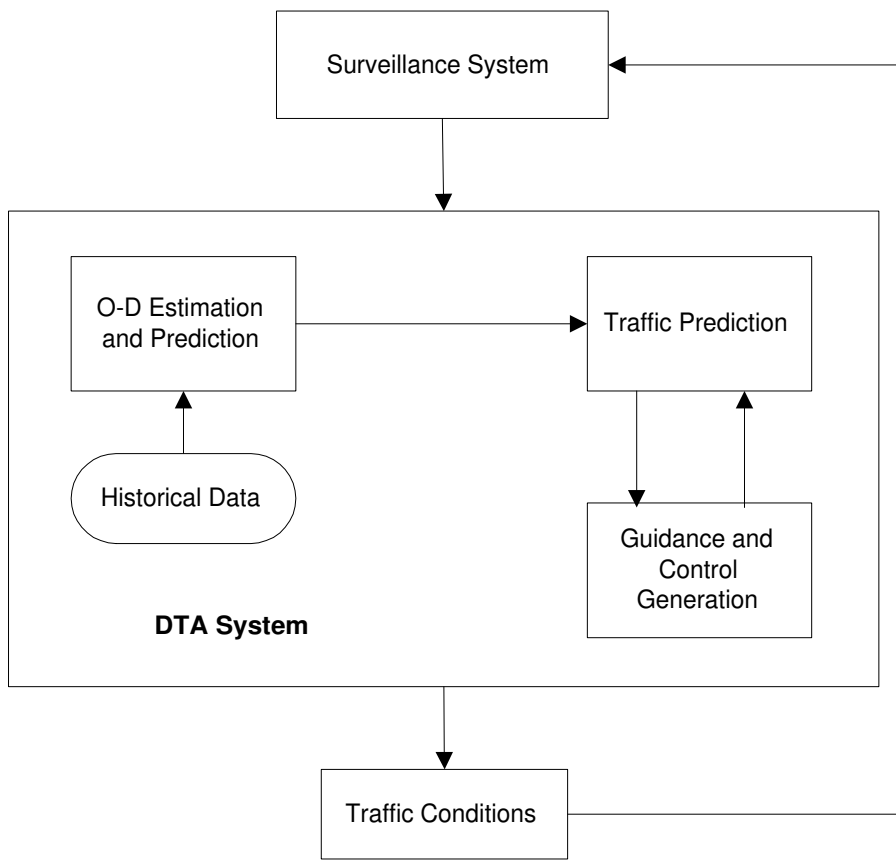 Surveillance System
O-D Estimation
and Prediction
Traffic Prediction
Historical Data
Guidance and
Control
Generation
DTA System
Traffic Conditions